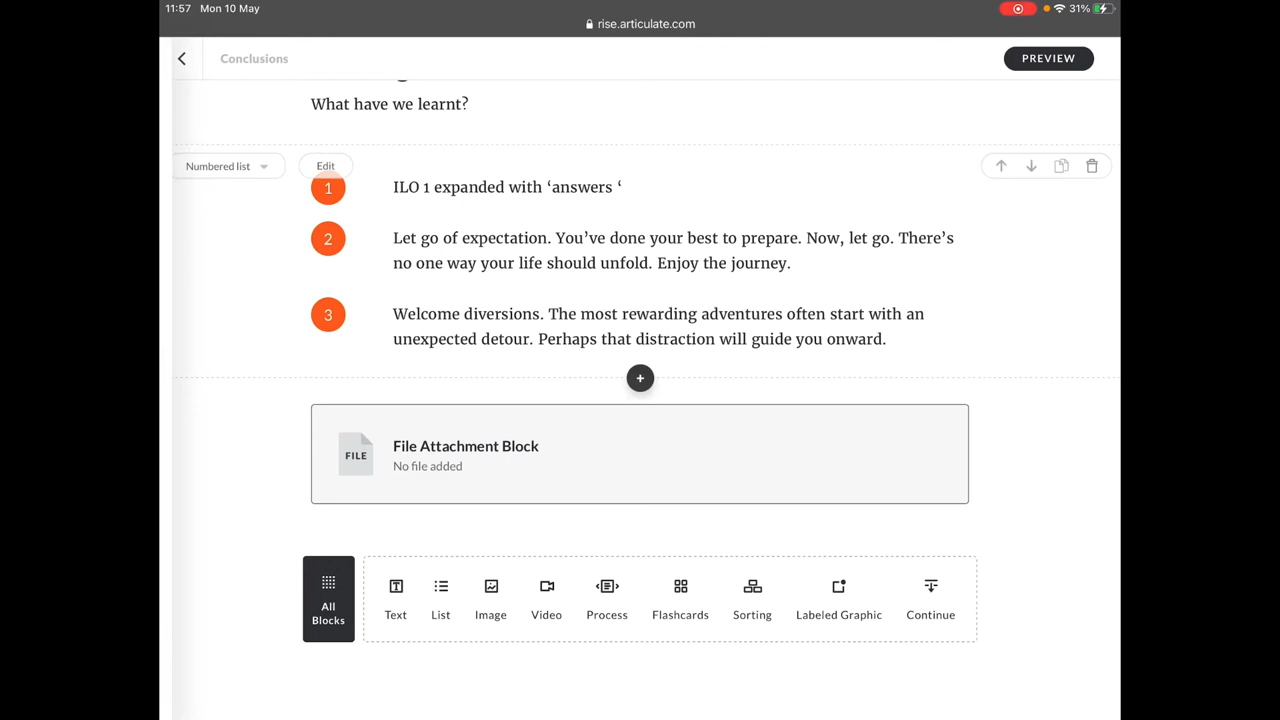 11:57 Mon 10 May
31%
rise.articulate.com
Conclusions
PREVIEW
What have we learnt?
Numbered list
Edit
1
ILO 1 expanded with ‘answers ‘
2
Let go of expectation. You’ve done your best to prepare. Now, let go. There’s
no one way your life should unfold. Enjoy the journey.
3
Welcome diversions. The most rewarding adventures often start with an
unexpected detour. Perhaps that distraction will guide you onward.
FILE
File Attachment Block
No file added
All
Blocks
Text
List
Image
Video
Process
Flashcards
Sorting
Labeled Graphic
Continue